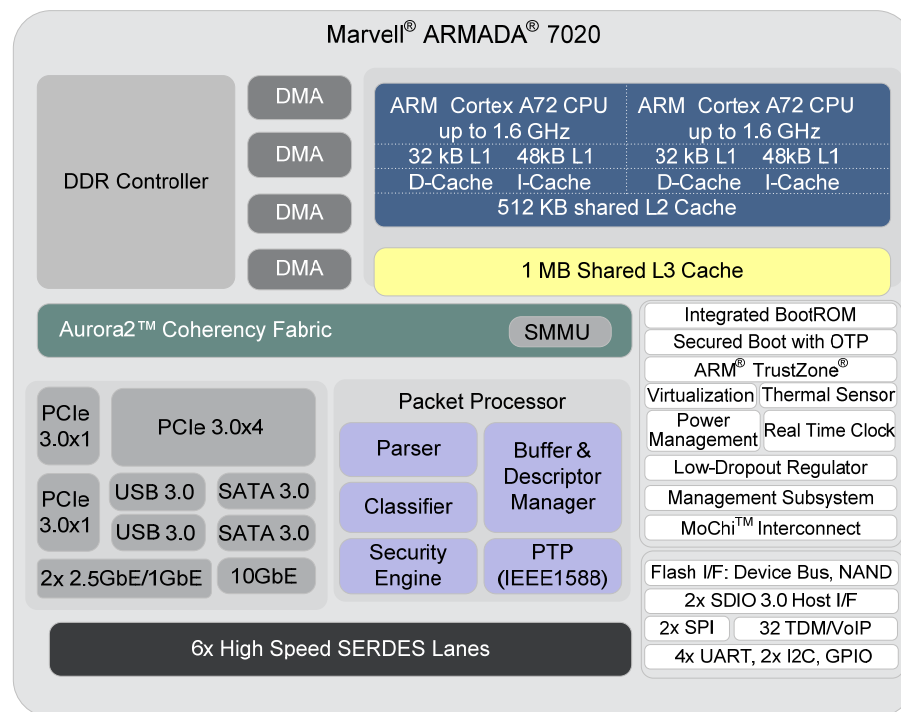 Marvell® ARMADA® 7020
DDR Controller
DMA
DMA
DMA
DMA
ARM Cortex A72 CPU
up to 1.6 GHz
32 kB L1 48kB L1
D-Cache I-Cache
ARM Cortex A72 CPU
up to 1.6 GHz
32 kB L1 48kB L1
D-Cache I-Cache
512 KB shared L2 Cache
1 MB Shared L3 Cache
Aurora2™ Coherency Fabric
SMMU
PCIe
3.0x1
PCIe 3.0x4
PCIe
3.0x1
USB 3.0
SATA 3.0
USB 3.0
SATA 3.0
2x 2.5GbE/1GbE
10GbE
Packet Processor
Parser
Classifier
Security
Engine
Buffer &
Descriptor
Manager
PTP
(IEEE1588)
6x High Speed SERDES Lanes
Integrated BootROM
Secured Boot with OTP
ARM® TrustZone®
Virtualization
Thermal Sensor
Power
Management
Real Time Clock
Low-Dropout Regulator
Management Subsystem
MoChi™ Interconnect
Flash I/F: Device Bus, NAND
2x SDIO 3.0 Host I/F
2x SPI
32 TDM/VoIP
4x UART, 2x I2C, GPIO